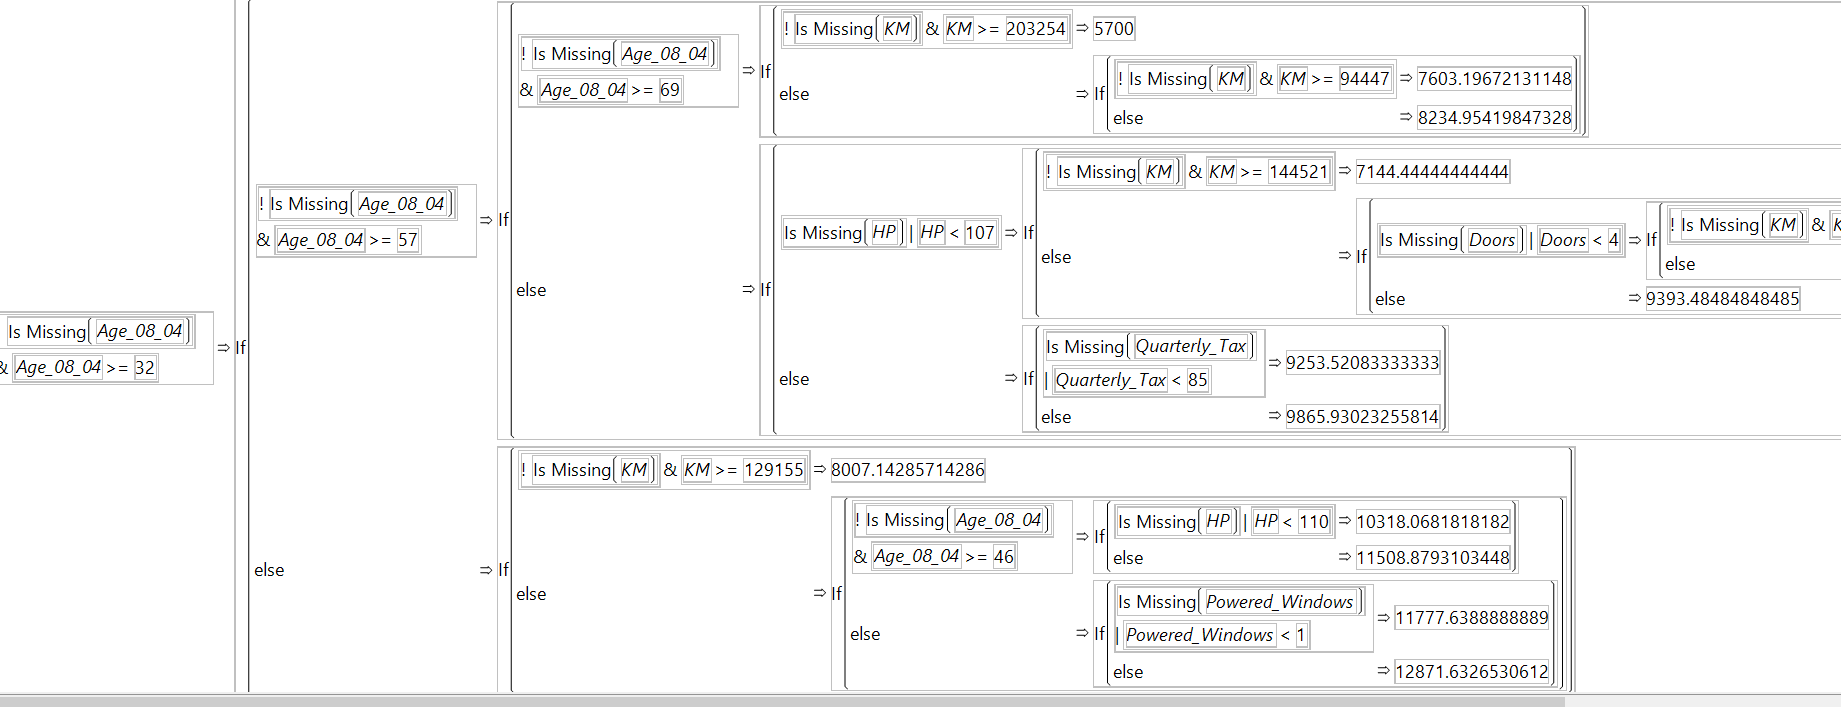 ! Is Missing( KM ) & KM >= 203254 ⇒ 5700
! Is Missing( Age_08_04 )
& Age_08_04 >= 69 ⇒ If
else ⇒ If
! Is Missing( KM ) & KM >= 94447 ⇒ 7603.19672131148
else ⇒ 8234.95419847328
! Is Missing( Age_08_04 )
& Age_08_04 >= 57 ⇒ If
else ⇒ If
Is Missing( HP ) | HP < 107 ⇒ If
! Is Missing( KM ) & KM >= 144521 ⇒ 7144.44444444444
else ⇒ If
Is Missing( Doors ) | Doors < 4 ⇒ If
! Is Missing( KM ) &
else
else ⇒ 9393.48484848485
else ⇒ If
Is Missing( Quarterly_Tax )
| Quarterly_Tax < 85 ⇒ 9253.52083333333
else ⇒ 9865.93023255814
Is Missing( Age_08_04 )
& Age_08_04 >= 32 ⇒ If
else ⇒ If
! Is Missing( KM ) & KM >= 129155 ⇒ 8007.14285714286
else ⇒ If
! Is Missing( Age_08_04 )
& Age_08_04 >= 46 ⇒ If
Is Missing( HP ) | HP < 110 ⇒ 10318.0681818182
else ⇒ 11508.8793103448
else ⇒ If
Is Missing( Powered_Windows )
| Powered_Windows < 1 ⇒ 11777.6388888889
else ⇒ 12871.6326530612